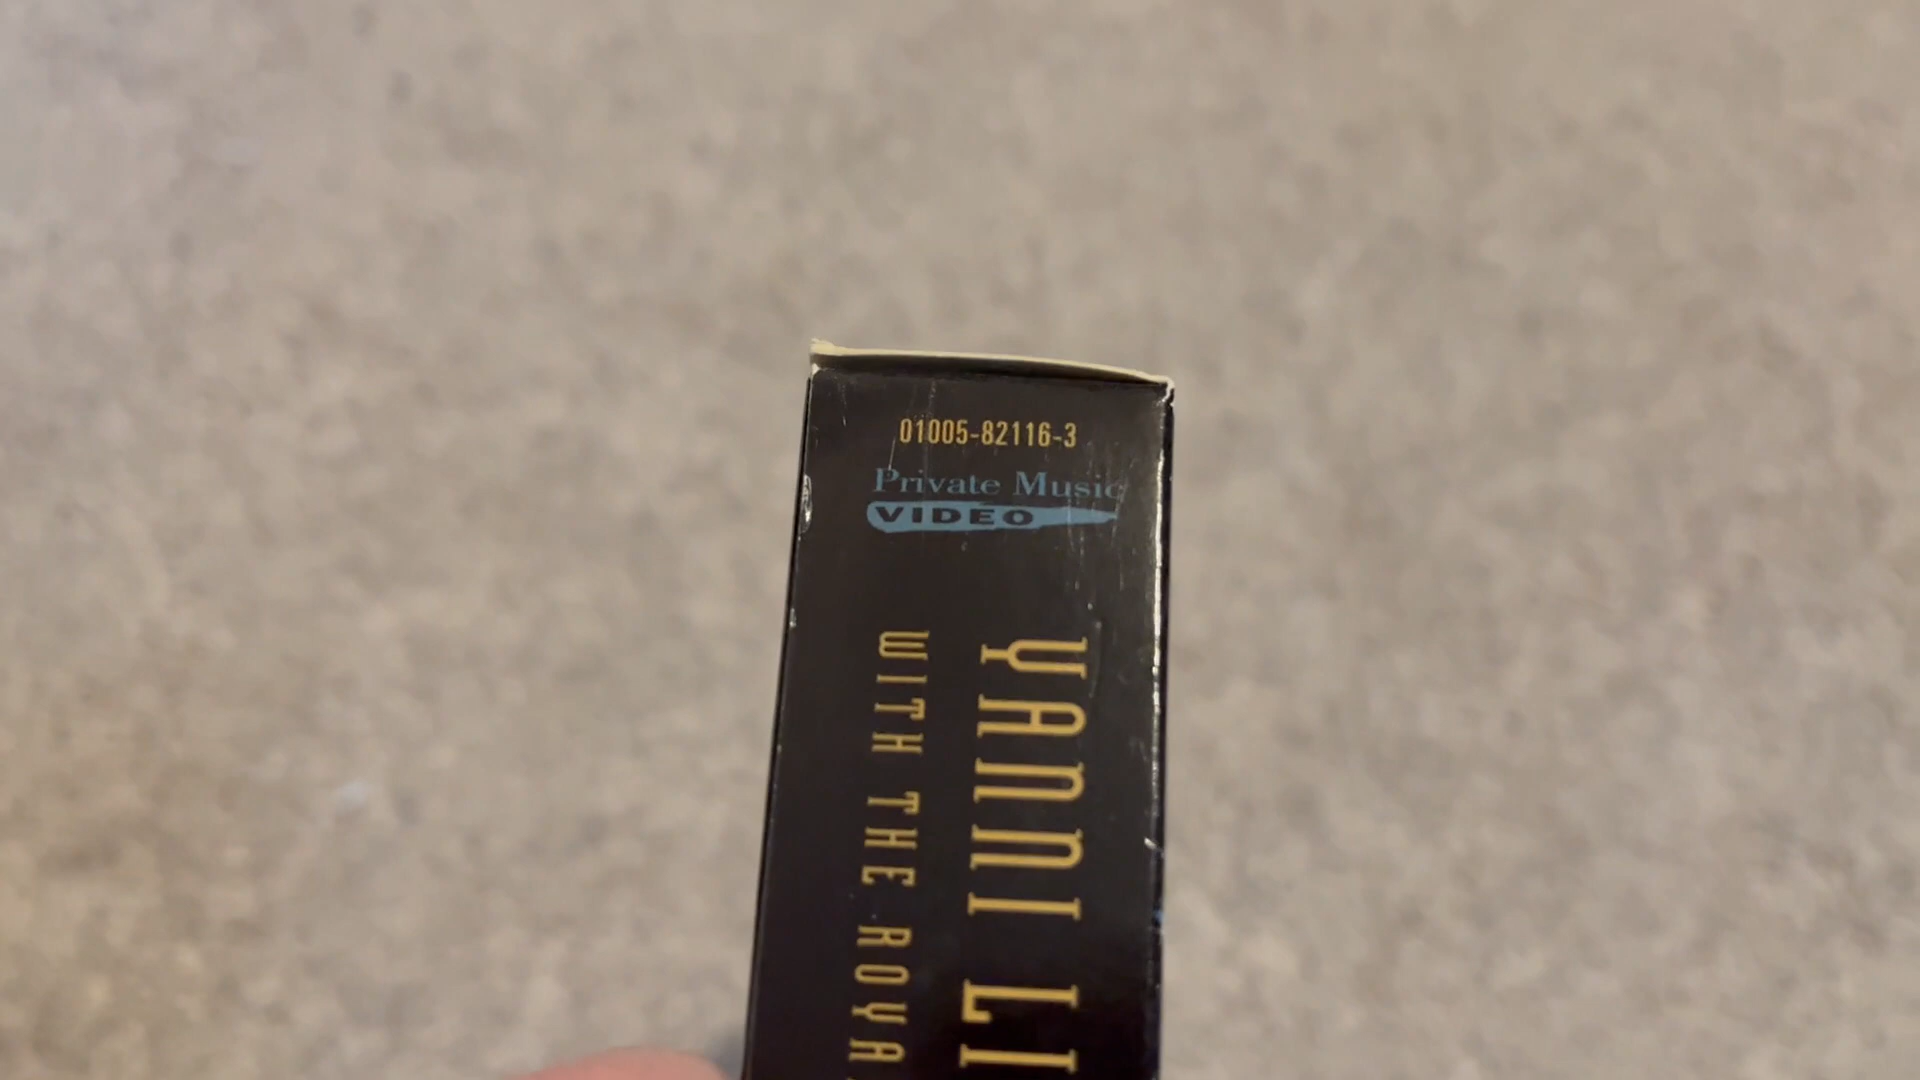 01005-82116-3
Private Music
VIDEO
YANNI LI
WITH THE ROYA